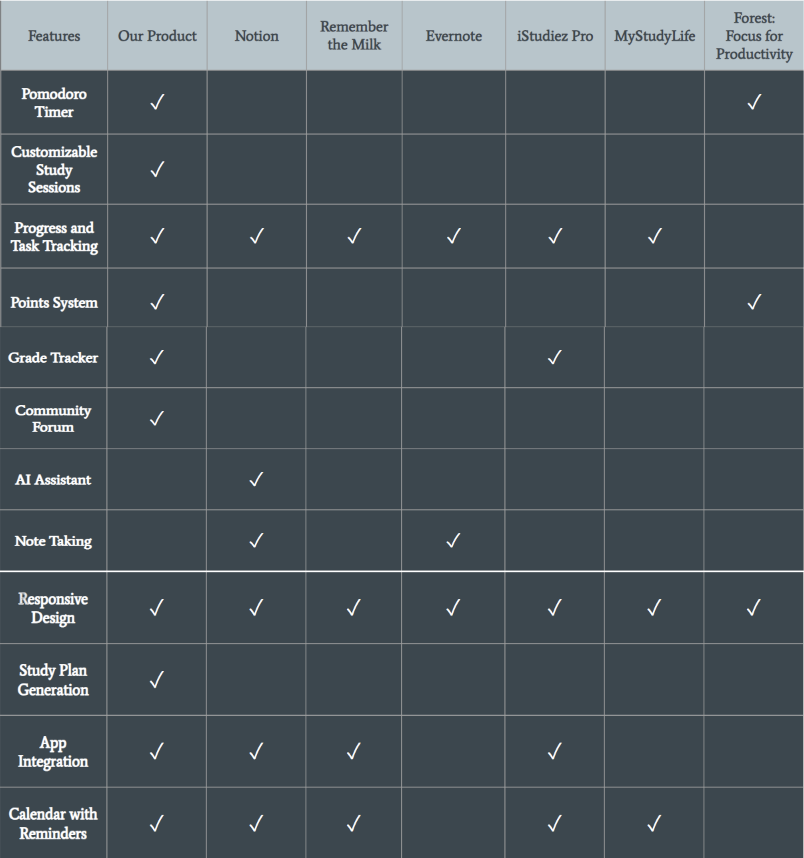 Features
Our Product
Notion
Remember
the Milk
Evernote
iStudiez Pro
MyStudyLife
Forest:
Focus for
Productivity
Pomodoro
Timer
✓
✓
Customizable
Study
Sessions
✓
Progress and
Task Tracking
✓
✓
✓
✓
✓
✓
Points System
✓
✓
Grade Tracker
✓
✓
Community
Forum
✓
AI Assistant
✓
Note Taking
✓
✓
Responsive
Design
✓
✓
✓
✓
✓
✓
✓
Study Plan
Generation
✓
App
Integration
✓
✓
✓
✓
Calendar with
Reminders
✓
✓
✓
✓
✓